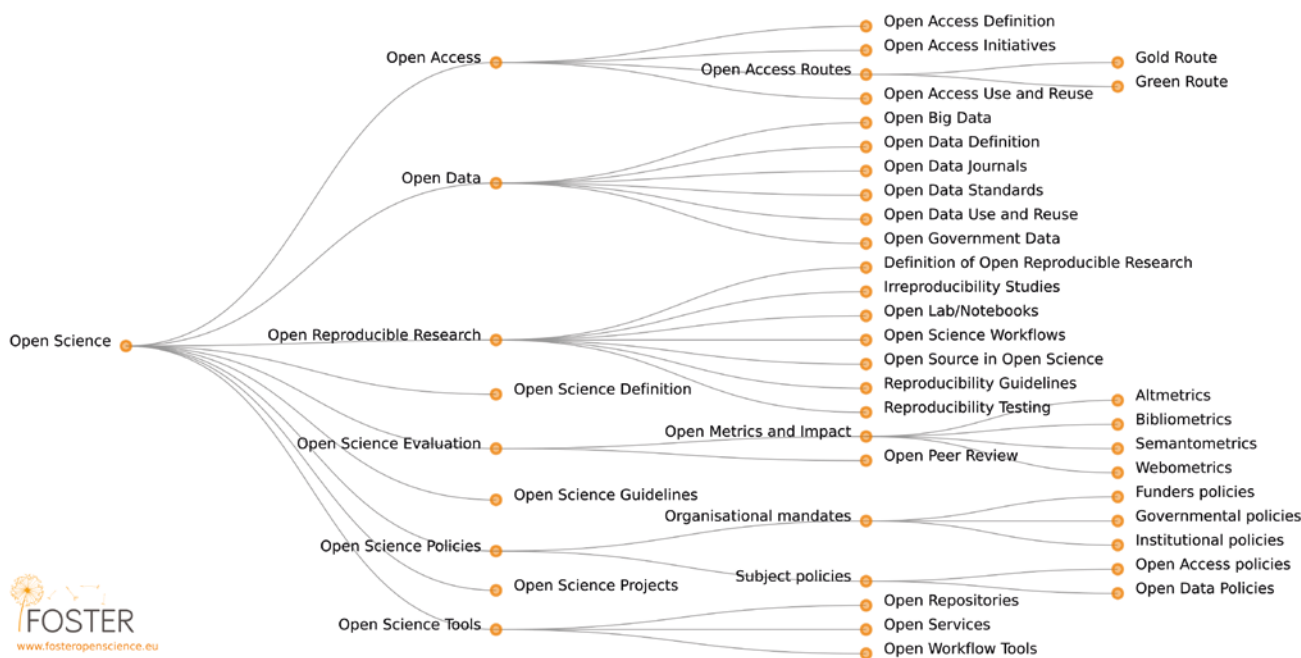 Open Access Definition
Open Access Initiatives
Open Access
Gold Route
Open Access Routes
Green Route
Open Access Use and Reuse
Open Big Data
Open Data Definition
Open Data Journals
Open Data
Open Data Standards
Open Data Use and Reuse
Open Government Data
Definition of Open Reproducible Research
Irreproducibility Studies
Open Lab/Notebooks
Open Science
Open Reproducible Research
Open Science Workflows
Open Source in Open Science
Reproducibility Guidelines
Open Science Definition
Reproducibility Testing
Altmetrics
Open Science Evaluation
Open Metrics and Impact
Bibliometrics
Semantometrics
Open Peer Review
Webometrics
Open Science Guidelines
Funders policies
Organisational mandates
Governmental policies
Institutional policies
Open Science Policies
Open Access policies
Subject policies
Open Science Projects
Open Data Policies
Open Repositories
Open Science Tools
Open Services
Open Workflow Tools
FOSTER
www.fosteropenscience.eu